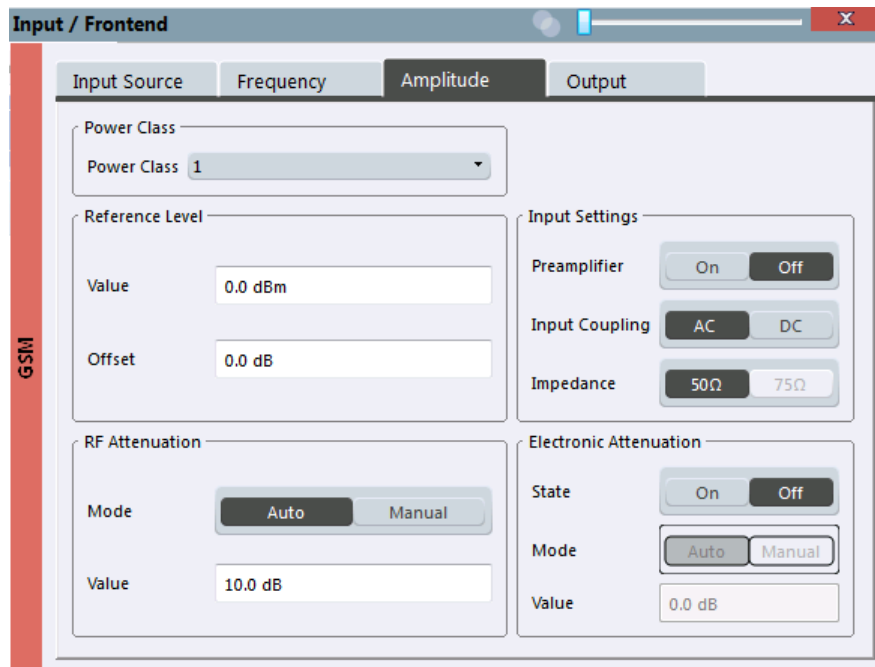 Input / Frontend
X
Input Source Frequency Amplitude Output
Power Class
Power Class 1
Reference Level
Value 0.0 dBm
Offset 0.0 dB
Input Settings
Preamplifier On Off
Input Coupling AC DC
Impedance 50Ω 75Ω
GSM
RF Attenuation
Mode Auto Manual
Value 10.0 dB
Electronic Attenuation
State On Off
Mode Auto Manual
Value 0.0 dB